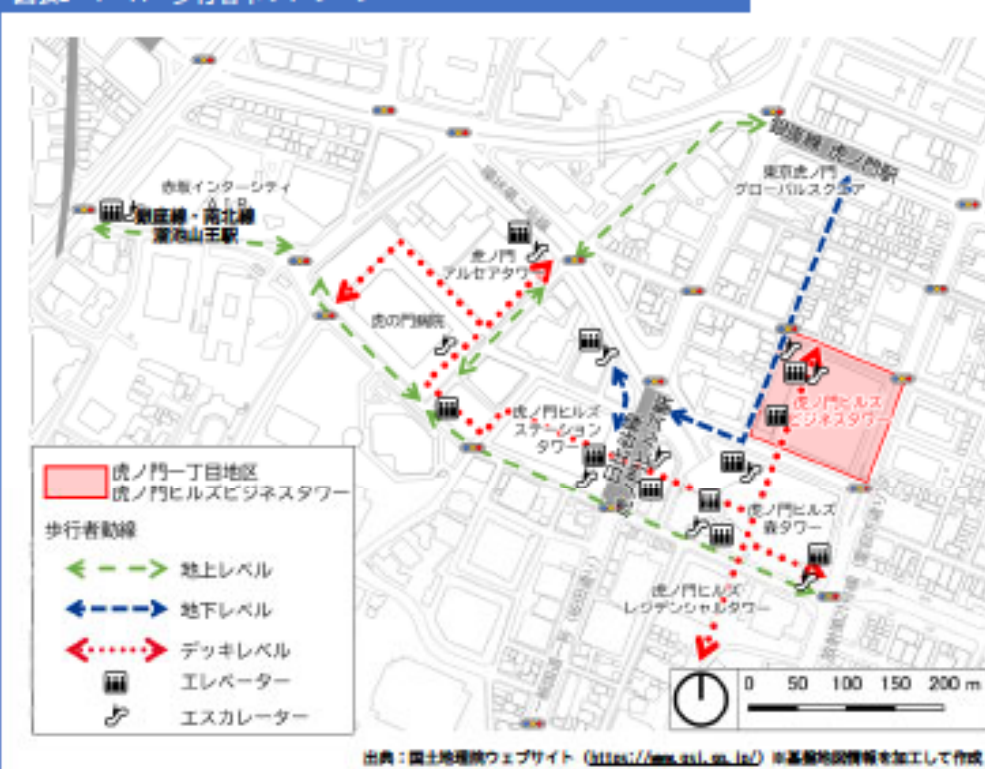 赤坂インターシティ
AIR
銀座線・南北線
溜池山王駅
銀座線 虎ノ門駅
東京虎ノ門
グローバルスクエア
虎ノ門
アルセアタワー
虎の門病院
虎ノ門ヒルズ
ステーション
タワー
日比谷線
虎ノ門ヒルズ駅
虎ノ門ヒルズ
ビジネスタワー
虎ノ門ヒルズ
森タワー
虎ノ門ヒルズ
レジデンシャルタワー
虎ノ門一丁目地区
虎ノ門ヒルズビジネスタワー
歩行者動線
地上レベル
地下レベル
デッキレベル
エレベーター
エスカレーター
0 50 100 150 200 m
出典：国土地理院ウェブサイト（https://www.gsi.go.jp/）※基盤地図情報を加工して作成